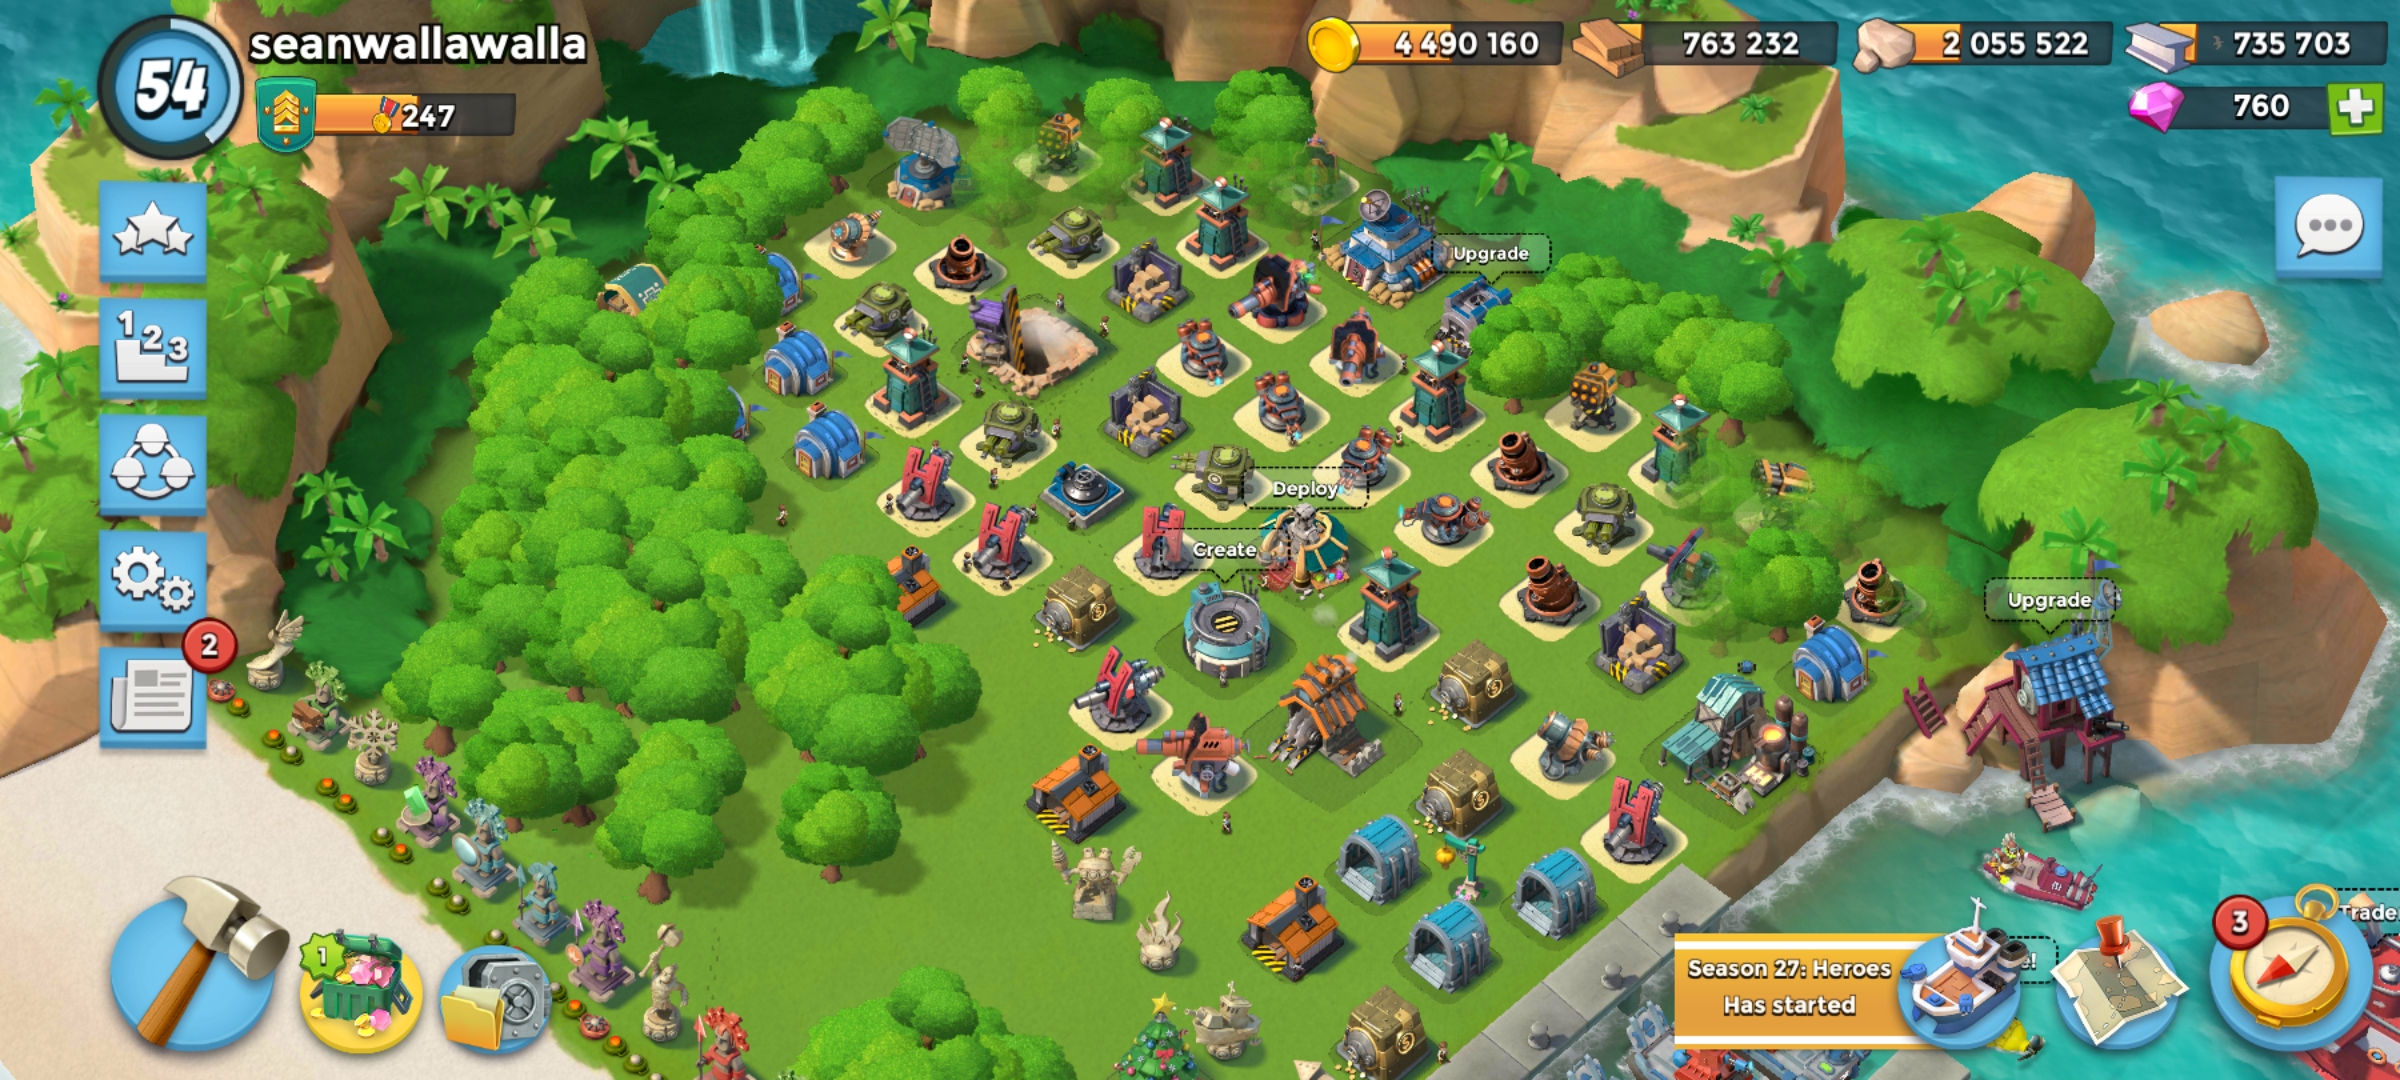 54
seanwallawalla
247
4 490 160
763 232
2 055 522
735 703
760
Upgrade
1 2 3
Deploy
Create
Upgrade
2
1
Season 27: Heroes
Has started
3
Trade